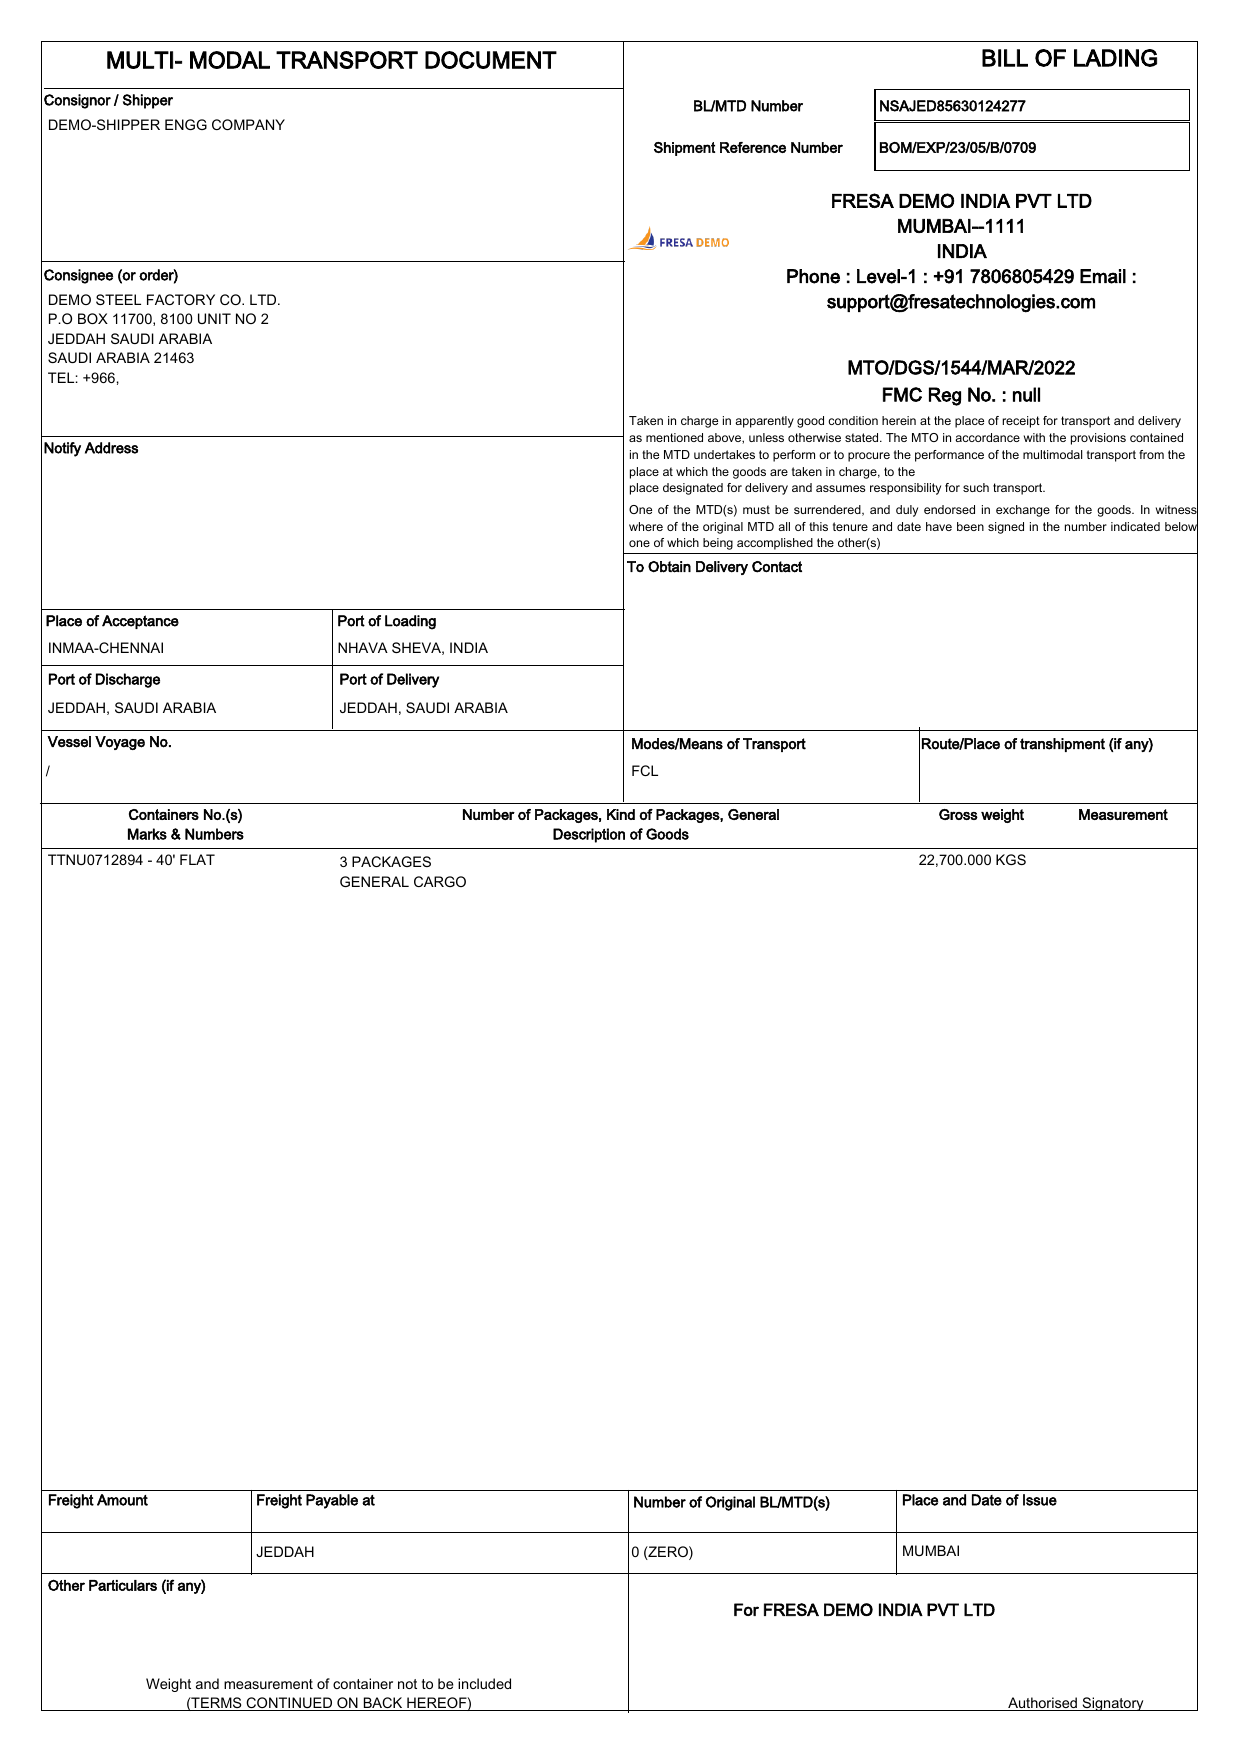 MULTI- MODAL TRANSPORT DOCUMENT
BILL OF LADING
Consignor / Shipper
DEMO-SHIPPER ENGG COMPANY
BL/MTD Number
NSAJED85630124277
Shipment Reference Number
BOM/EXP/23/05/B/0709
FRESA DEMO
FRESA DEMO INDIA PVT LTD
MUMBAI--1111
INDIA
Phone : Level-1 : +91 7806805429 Email :
support@fresatechnologies.com
MTO/DGS/1544/MAR/2022
FMC Reg No. : null
Consignee (or order)
DEMO STEEL FACTORY CO. LTD.
P.O BOX 11700, 8100 UNIT NO 2
JEDDAH SAUDI ARABIA
SAUDI ARABIA 21463
TEL: +966,
Taken in charge in apparently good condition herein at the place of receipt for transport and delivery
as mentioned above, unless otherwise stated. The MTO in accordance with the provisions contained
in the MTD undertakes to perform or to procure the performance of the multimodal transport from the
place at which the goods are taken in charge, to the
place designated for delivery and assumes responsibility for such transport.
One of the MTD(s) must be surrendered, and duly endorsed in exchange for the goods. In witness
where of the original MTD all of this tenure and date have been signed in the number indicated below
one of which being accomplished the other(s)
Notify Address
To Obtain Delivery Contact
Place of Acceptance
INMAA-CHENNAI
Port of Loading
NHAVA SHEVA, INDIA
Port of Discharge
JEDDAH, SAUDI ARABIA
Port of Delivery
JEDDAH, SAUDI ARABIA
Vessel Voyage No.
/
Modes/Means of Transport
FCL
Route/Place of transhipment (if any)
Containers No.(s)
Marks & Numbers
Number of Packages, Kind of Packages, General
Description of Goods
Gross weight
Measurement
TTNU0712894 - 40' FLAT
3 PACKAGES
GENERAL CARGO
22,700.000 KGS
Freight Amount
Freight Payable at
Number of Original BL/MTD(s)
Place and Date of Issue
JEDDAH
0 (ZERO)
MUMBAI
Other Particulars (if any)
For FRESA DEMO INDIA PVT LTD
Weight and measurement of container not to be included
(TERMS CONTINUED ON BACK HEREOF)
Authorised Signatory